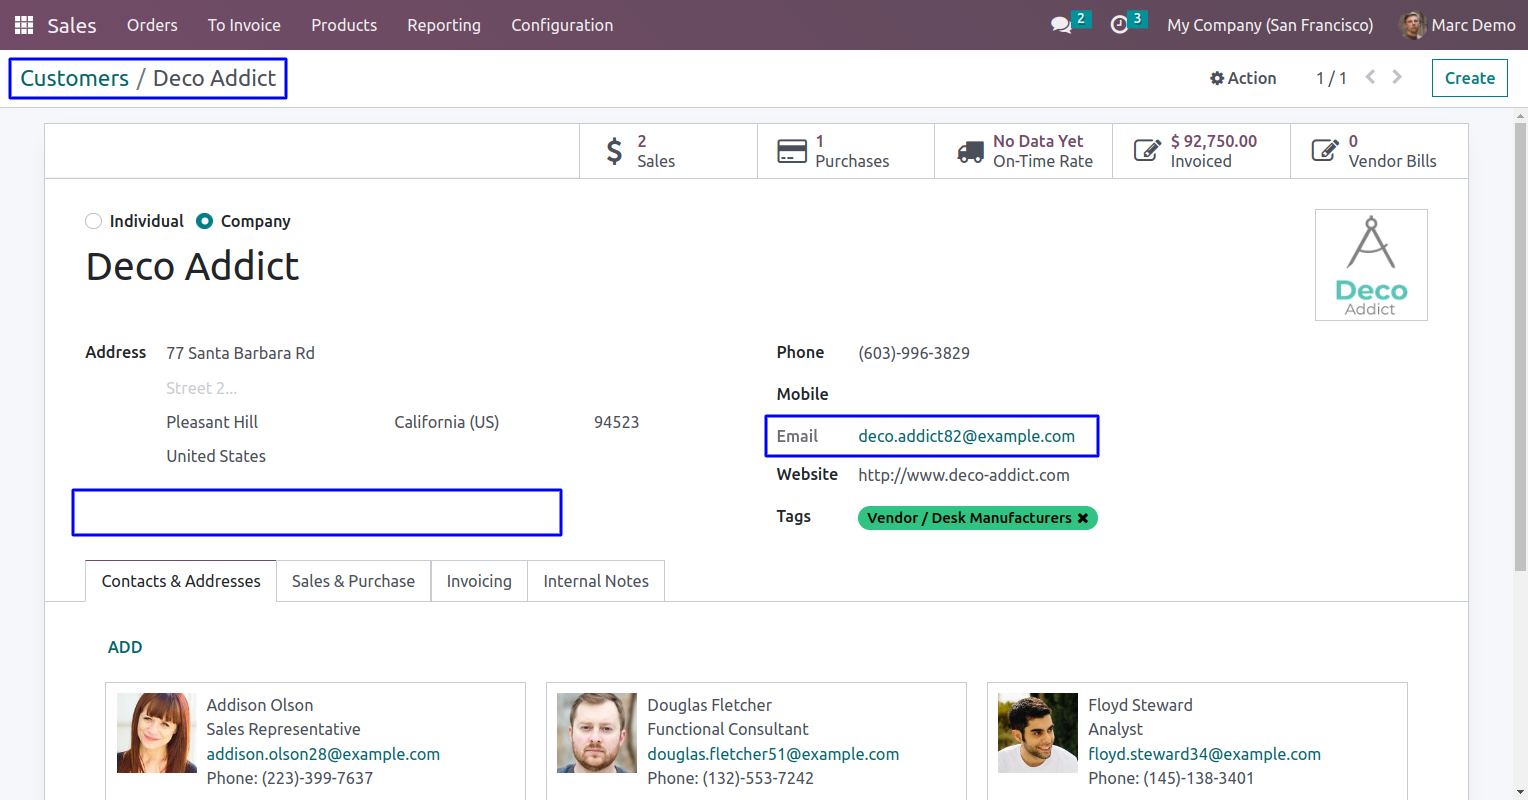 Sales Orders To Invoice Products Reporting Configuration 2 3 My Company (San Francisco) Marc Demo
Customers / Deco Addict Action 1 / 1 Create
2 Sales
1 Purchases
No Data Yet On-Time Rate
$ 92,750.00 Invoiced
0 Vendor Bills
Individual Company
Deco Addict
Deco
Addict
Address 77 Santa Barbara Rd
Street 2...
Pleasant Hill California (US) 94523
United States
Phone (603)-996-3829
Mobile
Email deco.addict82@example.com
Website http://www.deco-addict.com
Tags Vendor / Desk Manufacturers ✖
Contacts & Addresses Sales & Purchase Invoicing Internal Notes
ADD
Addison Olson
Sales Representative
addison.olson28@example.com
Phone: (223)-399-7637
Douglas Fletcher
Functional Consultant
douglas.fletcher51@example.com
Phone: (132)-553-7242
Floyd Steward
Analyst
floyd.steward34@example.com
Phone: (145)-138-3401